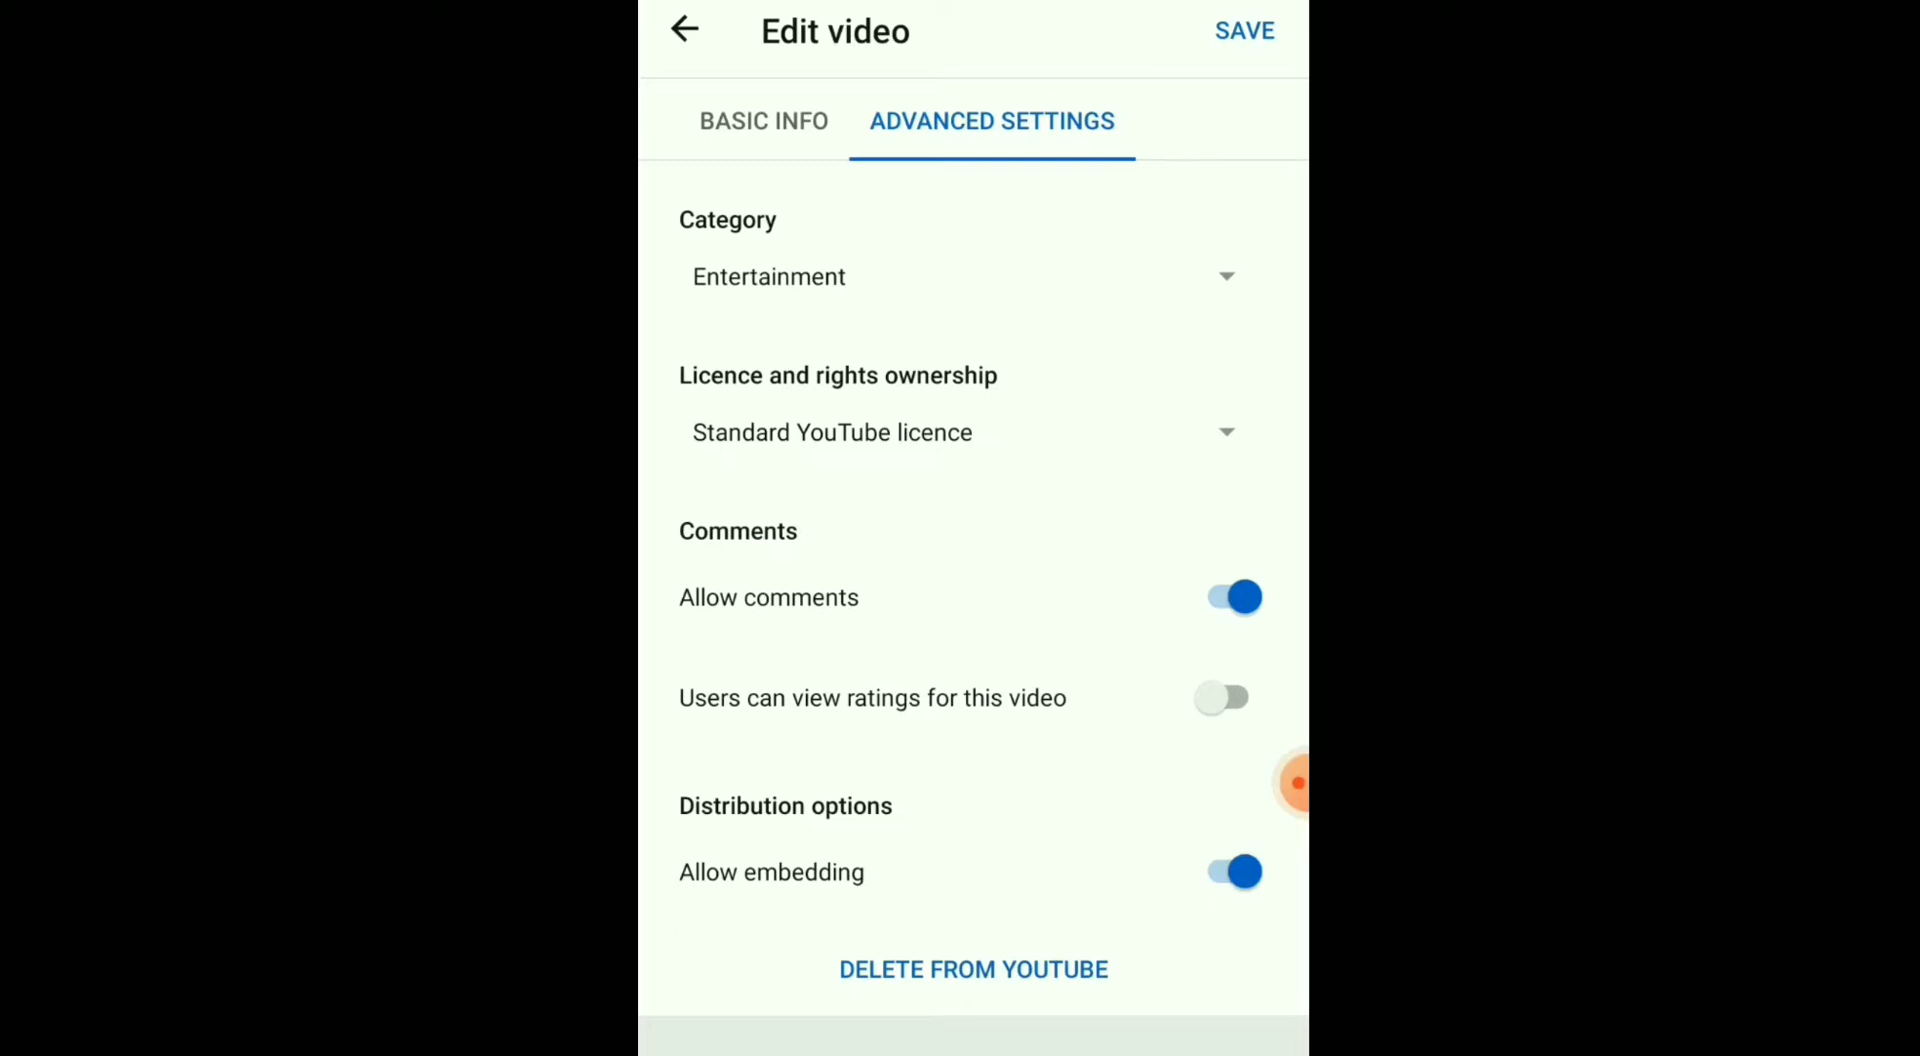 Edit video
SAVE
BASIC INFO
ADVANCED SETTINGS
Category
Entertainment
Licence and rights ownership
Standard YouTube licence
Comments
Allow comments
Users can view ratings for this video
Distribution options
Allow embedding
DELETE FROM YOUTUBE